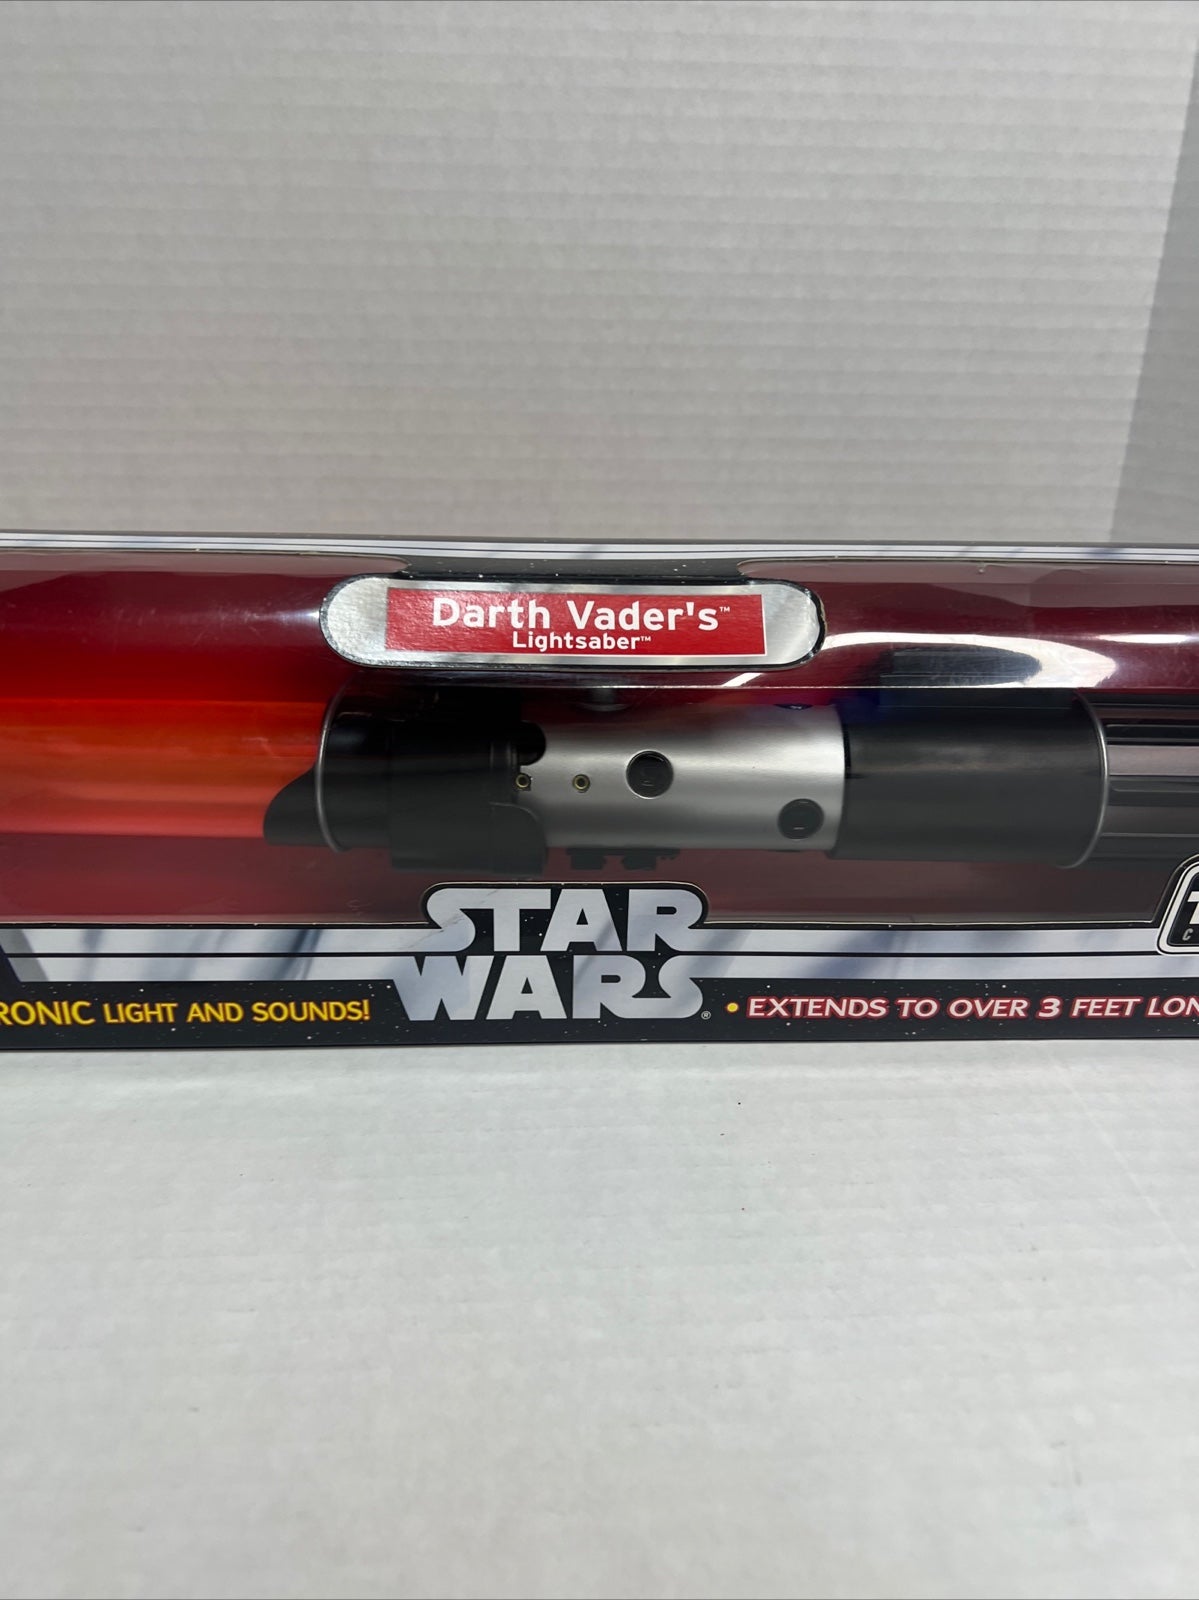 Darth Vader's™
Lightsaber™
STAR
WARS®
RONIC LIGHT AND SOUNDS!
• EXTENDS TO OVER 3 FEET LON